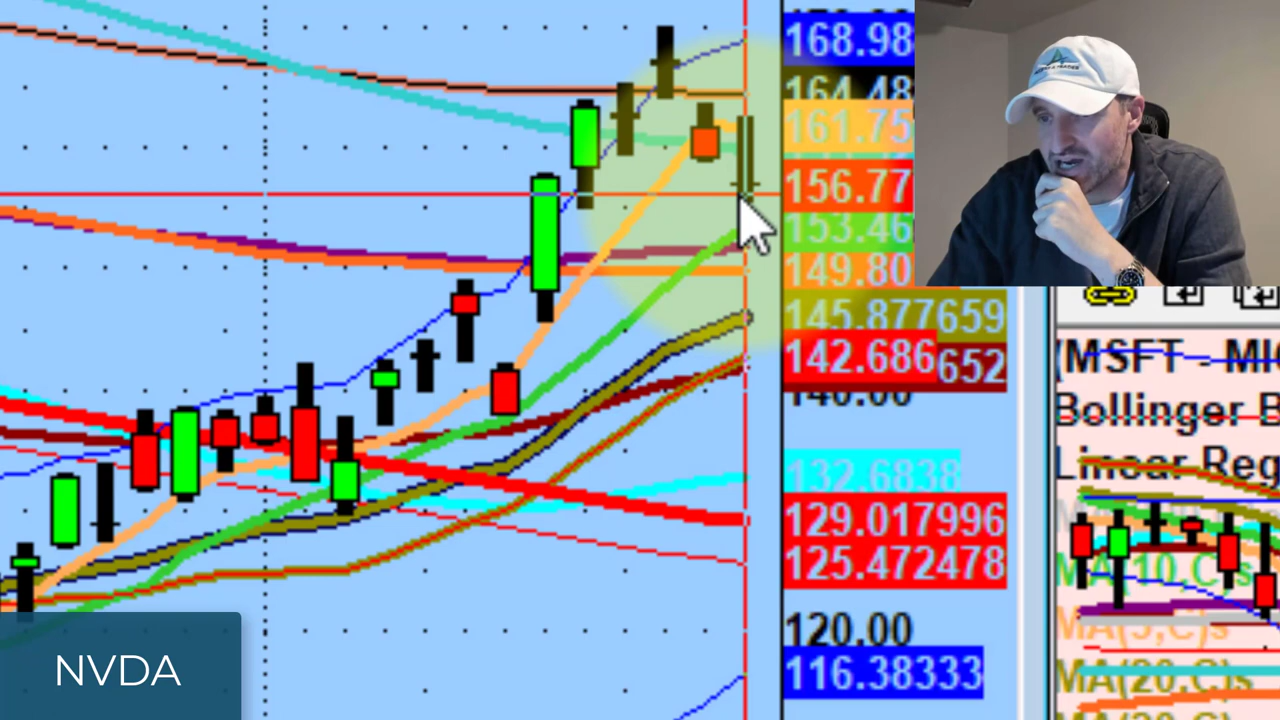 168.98
164.48
161.75
156.77
153.46
149.80
145.877659
142.686
652
140.00
132.6838
129.017996
125.472478
120.00
116.38333
(MSFT - MIC
Bollinger B
Linear Reg
MA(10,C)s
MA(5,C)s
MA(20,C)s
NVDA